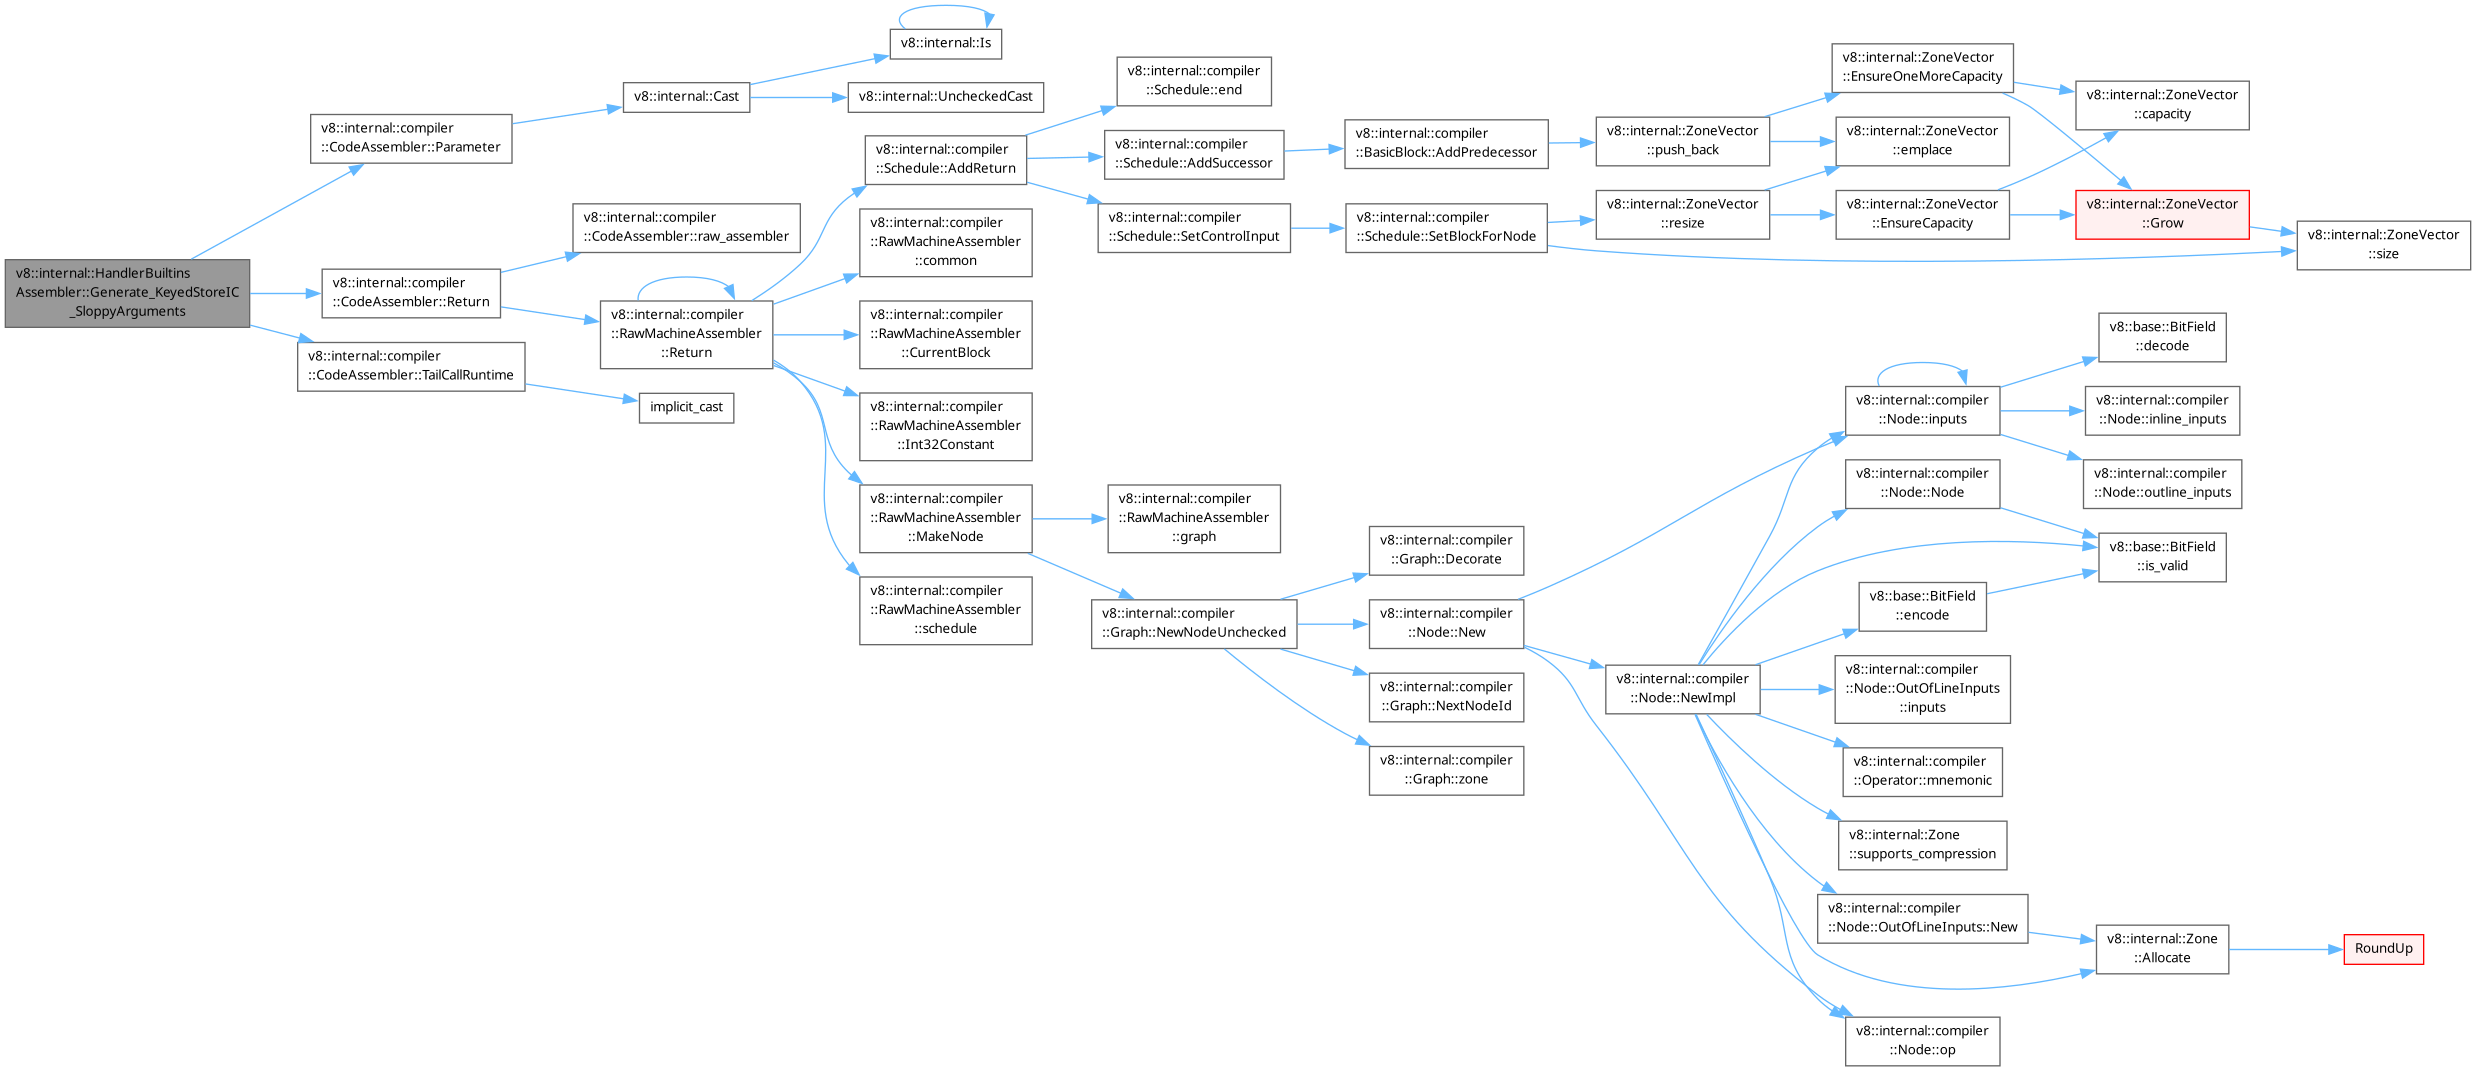 v8::internal::HandlerBuiltins
Assembler::Generate_KeyedStoreIC
_SloppyArguments
v8::internal::compiler
::CodeAssembler::Parameter
v8::internal::compiler
::CodeAssembler::Return
v8::internal::compiler
::CodeAssembler::TailCallRuntime
v8::internal::Cast
v8::internal::compiler
::CodeAssembler::raw_assembler
v8::internal::compiler
::RawMachineAssembler
::Return
implicit_cast
v8::internal::Is
v8::internal::UncheckedCast
v8::internal::compiler
::Schedule::AddReturn
v8::internal::compiler
::RawMachineAssembler
::common
v8::internal::compiler
::RawMachineAssembler
::CurrentBlock
v8::internal::compiler
::RawMachineAssembler
::Int32Constant
v8::internal::compiler
::RawMachineAssembler
::MakeNode
v8::internal::compiler
::RawMachineAssembler
::schedule
v8::internal::compiler
::Schedule::end
v8::internal::compiler
::Schedule::AddSuccessor
v8::internal::compiler
::Schedule::SetControlInput
v8::internal::compiler
::RawMachineAssembler
::graph
v8::internal::compiler
::Graph::NewNodeUnchecked
v8::internal::compiler
::BasicBlock::AddPredecessor
v8::internal::compiler
::Schedule::SetBlockForNode
v8::internal::compiler
::Graph::Decorate
v8::internal::compiler
::Node::New
v8::internal::compiler
::Graph::NextNodeId
v8::internal::compiler
::Graph::zone
v8::internal::ZoneVector
::push_back
v8::internal::ZoneVector
::resize
v8::internal::compiler
::Node::NewImpl
v8::internal::ZoneVector
::EnsureOneMoreCapacity
v8::internal::ZoneVector
::emplace
v8::internal::ZoneVector
::EnsureCapacity
v8::internal::compiler
::Node::inputs
v8::internal::compiler
::Node::Node
v8::base::BitField
::encode
v8::internal::compiler
::Node::OutOfLineInputs
::inputs
v8::internal::compiler
::Operator::mnemonic
v8::internal::Zone
::supports_compression
v8::internal::compiler
::Node::OutOfLineInputs::New
v8::internal::compiler
::Node::op
v8::internal::ZoneVector
::capacity
v8::internal::ZoneVector
::Grow
v8::base::BitField
::decode
v8::internal::compiler
::Node::inline_inputs
v8::internal::compiler
::Node::outline_inputs
v8::base::BitField
::is_valid
v8::internal::Zone
::Allocate
v8::internal::ZoneVector
::size
RoundUp